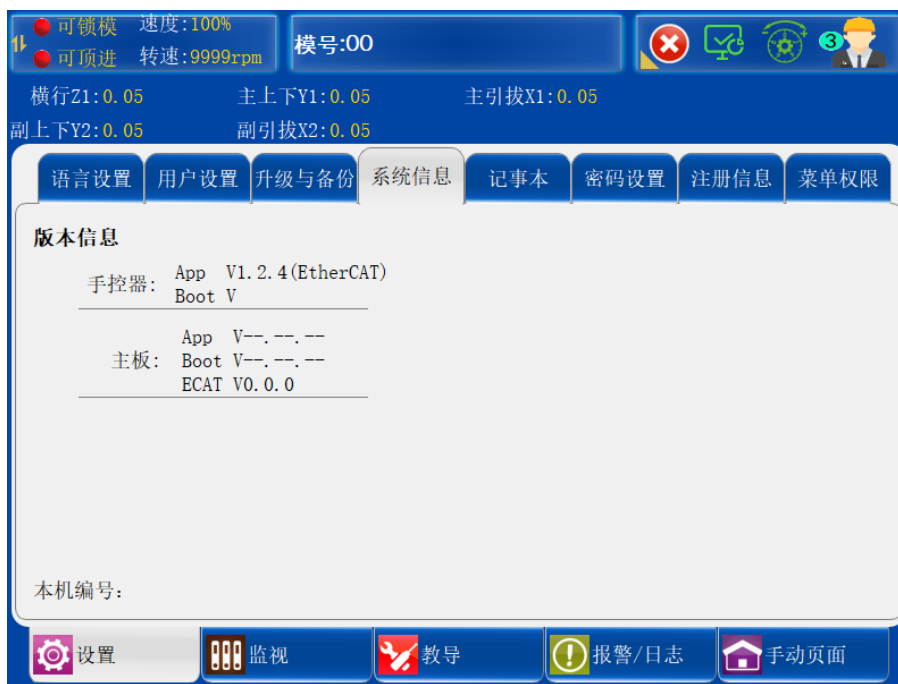 可锁模 速度:100%
可顶进 转速:9999rpm
模号:00
3
横行Z1:0.05 主上下Y1:0.05 主引拔X1:0.05
副上下Y2:0.05 副引拔X2:0.05
语言设置 用户设置 升级与备份 系统信息 记事本 密码设置 注册信息 菜单权限
版本信息
手控器: App V1.2.4(EtherCAT)
Boot V
主板: App V--.--.--
Boot V--.--.--
ECAT V0.0.0
本机编号:
设置 监视 教导 报警/日志 手动页面